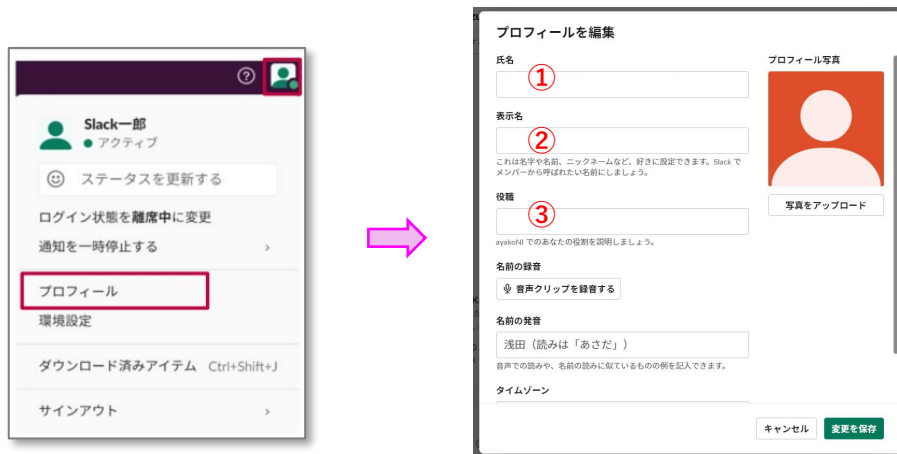 Slack一郎
アクティブ
ステータスを更新する
ログイン状態を離席中に変更
通知を一時停止する
プロフィール
環境設定
ダウンロード済みアイテム Ctrl+Shift+J
サインアウト
プロフィールを編集
氏名
①
表示名
②
これは名字や名前、ニックネームなど、好きに設定できます。Slack で
メンバーから呼ばれたい名前にしましょう。
役職
③
ayakoNI でのあなたの役割を説明しましょう。
名前の録音
音声クリップを録音する
名前の発音
浅田（読みは「あさだ」）
音声での読みや、名前の読みに似ているものの例を記入できます。
タイムゾーン
プロフィール写真
写真をアップロード
キャンセル
変更を保存